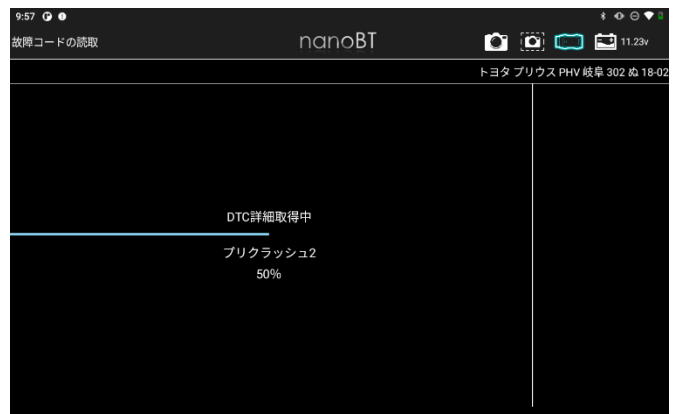 9:57
故障コードの読取
nanoBT
11.23v
トヨタ プリウス PHV 岐阜 302 ぬ 18-02
DTC詳細取得中
プリクラッシュ2
50%